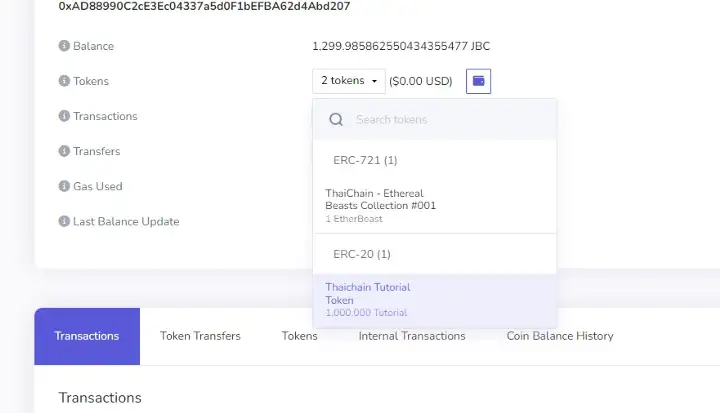 0xAD88990C2cE3Ec04337a5d0F1bEFBA62d4Abd207
Balance 1,299.985862550434355477 JBC
Tokens 2 tokens ($0.00 USD)
Transactions
Transfers
Gas Used
Last Balance Update
Search tokens
ERC-721 (1)
ThaiChain - Ethereal
Beasts Collection #001
1 EtherBeast
ERC-20 (1)
Thaichain Tutorial
Token
1,000,000 Tutorial
Transactions Token Transfers Tokens Internal Transactions Coin Balance History
Transactions